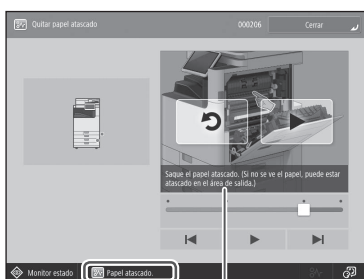 Quitar papel atascado
000206
Cerrar
Saque el papel atascado. (Si no se ve el papel, puede estar
atascado en el área de salida.)
Monitor estado
Papel atascado.